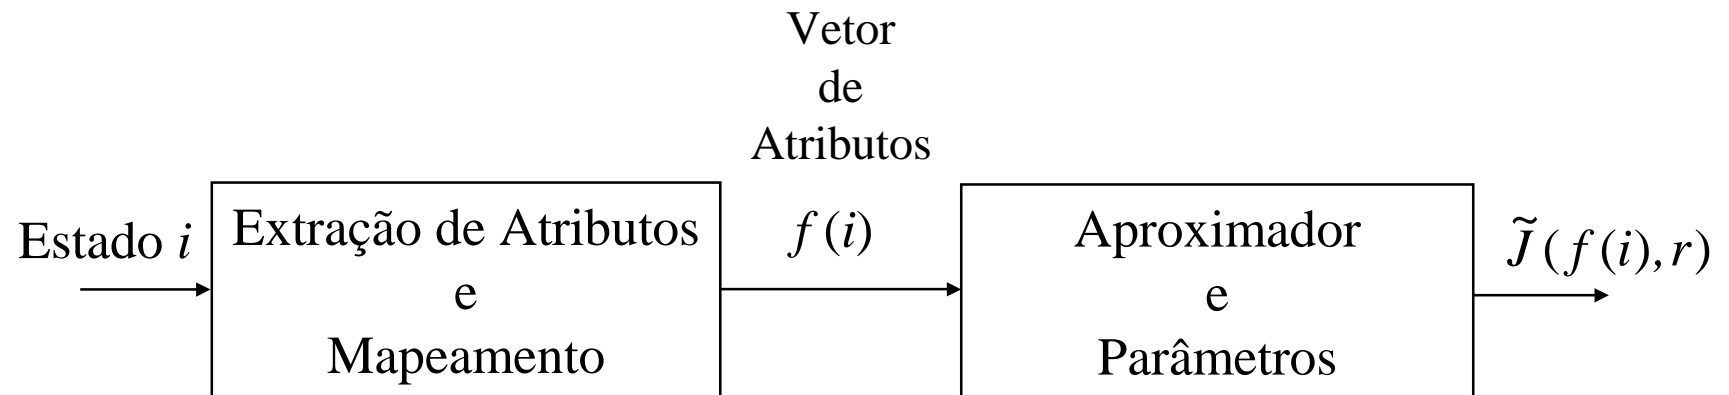 Vetor
de
Atributos
Estado i
Extração de Atributos
e
Mapeamento
f(i)
Aproximador
e
Parâmetros
J̃(f(i),r)